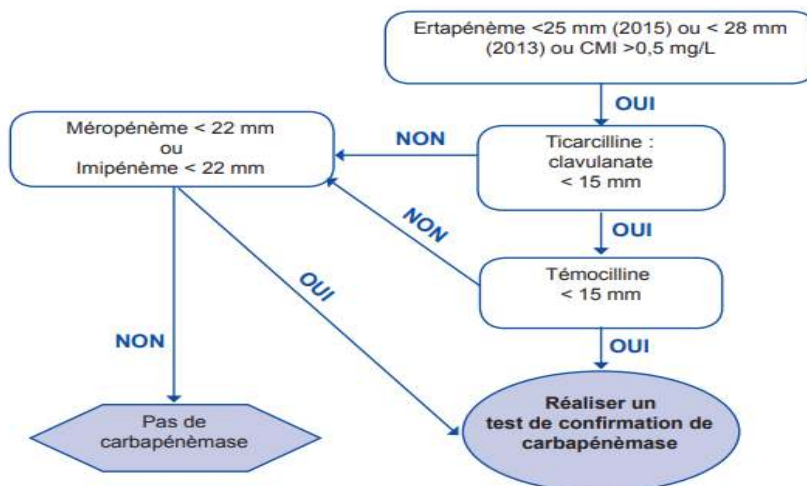 Ertapénème <25 mm (2015) ou < 28 mm
(2013) ou CMI >0,5 mg/L
OUI
Méropénème < 22 mm
ou
Imipénème < 22 mm
NON
Ticarcilline :
clavulanate
< 15 mm
NON
OUI
Témocilline
< 15 mm
OUI
NON
OUI
Pas de
carbapénèmase
Réaliser un
test de confirmation de
carbapénèmase